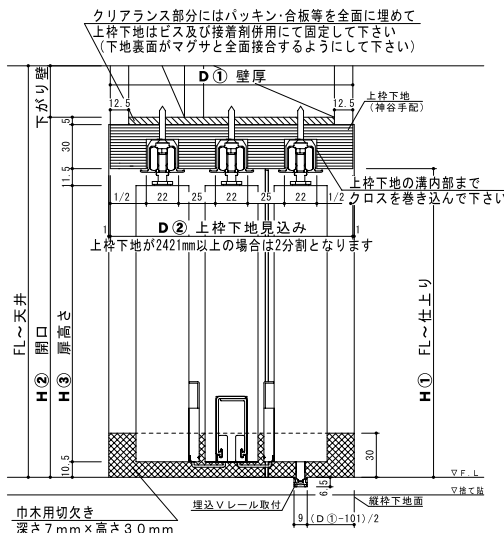 クリアランス部分にはパッキン・合板等を全面に埋めて
上枠下地はビス及び接着剤併用にて固定して下さい
(下地裏面がマグサと全面接合するようにして下さい)
D① 壁厚
12.5
12.5
上枠下地
(神谷手配)
下がり壁
5
30
11.5
上枠下地の溝内部まで
クロスを巻き込んで下さい
1/2
22
25
22
25
22
1/2
1
D② 上枠下地見込み
1
上枠下地が2421mm以上の場合は2分割となります
FL～天井
H② 開口
H③ 扉高さ
H① FL～仕上り
10.5
30
▽F.L
▽捨て貼
6.5
埋込Vレール取付
縦枠下地面
9
(D①-101)/2
巾木用切欠き
深さ7mm×高さ30mm